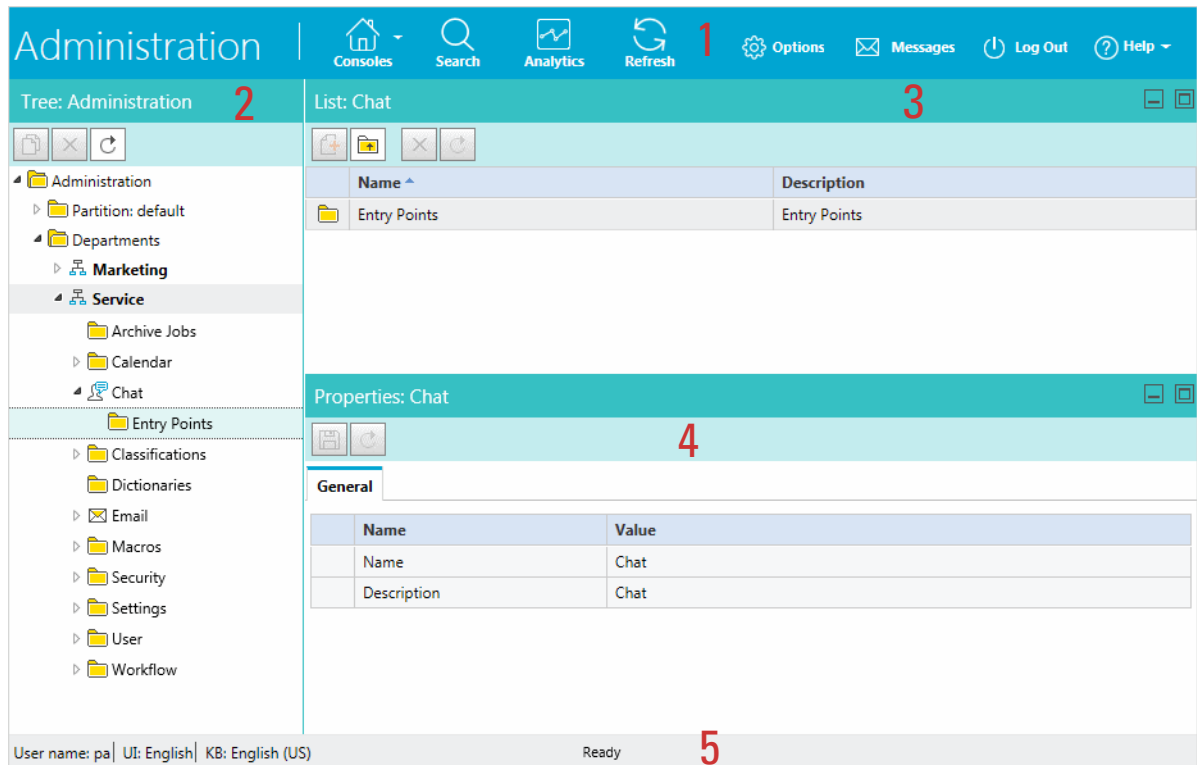 Administration
Consoles Search Analytics Refresh 1 Options Messages Log Out Help
Tree: Administration 2
List: Chat 3
Administration
Partition: default
Departments
Marketing
Service
Archive Jobs
Calendar
Chat
Entry Points
Classifications
Dictionaries
Email
Macros
Security
Settings
User
Workflow
Name Description
Entry Points Entry Points
Properties: Chat
4
General
Name Value
Name Chat
Description Chat
User name: pa| UI: English| KB: English (US) Ready 5